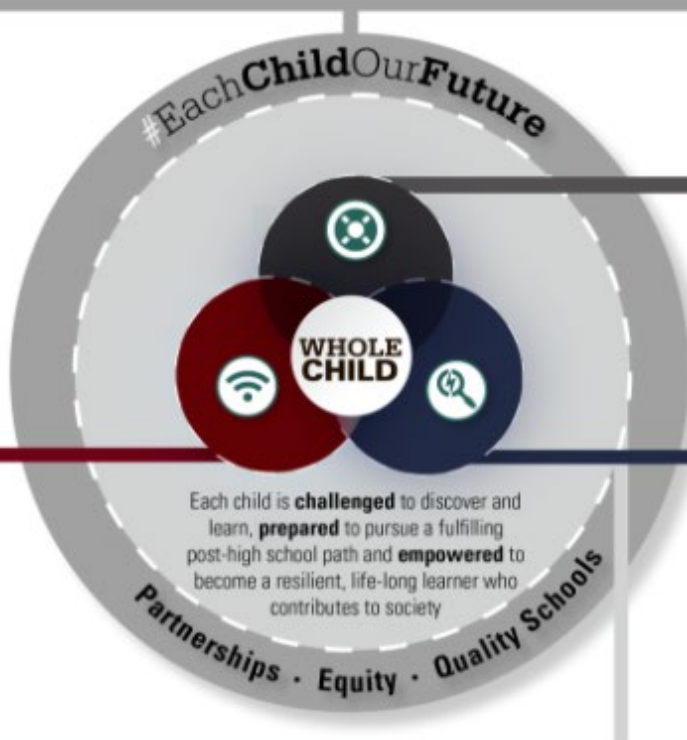 #EachChildOurFuture
WHOLE
CHILD
Each child is challenged to discover and
learn, prepared to pursue a fulfilling
post-high school path and empowered to
become a resilient, life-long learner who
contributes to society
Partnerships · Equity · Quality Schools